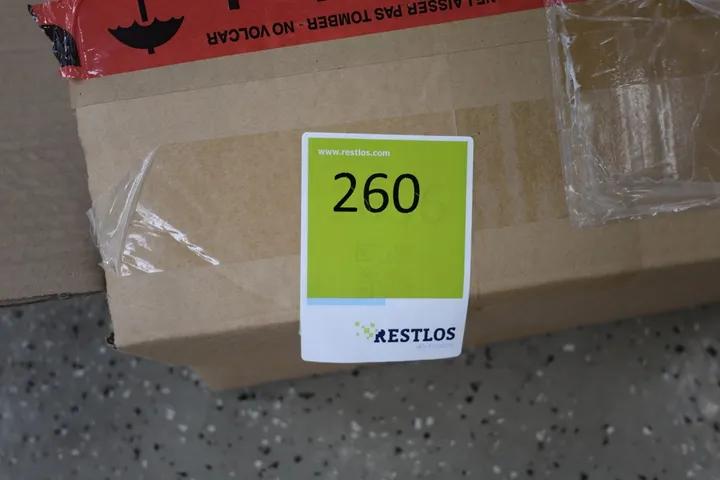 NE LAISSER PAS TOMBER - NO VOLCAR
www.restlos.com
260
RESTLOS